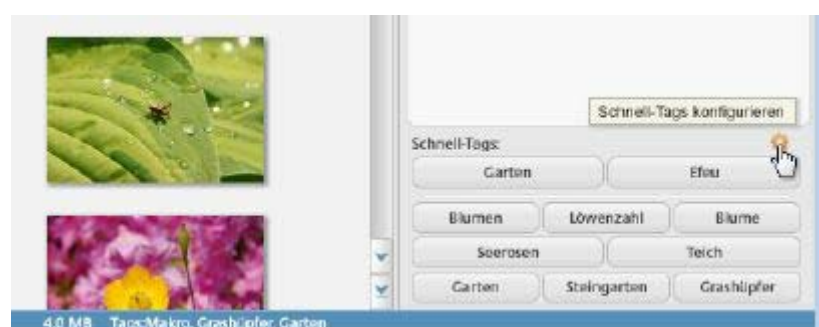 Schnell-Tags konfigurieren
Schnell-Tags:
Garten Efeu
Blumen Löwenzahl Blume
Seerosen Teich
Garten Steingarten Grashüpfer
4.0 MB Tags:Makro, Grashüpfer, Garten